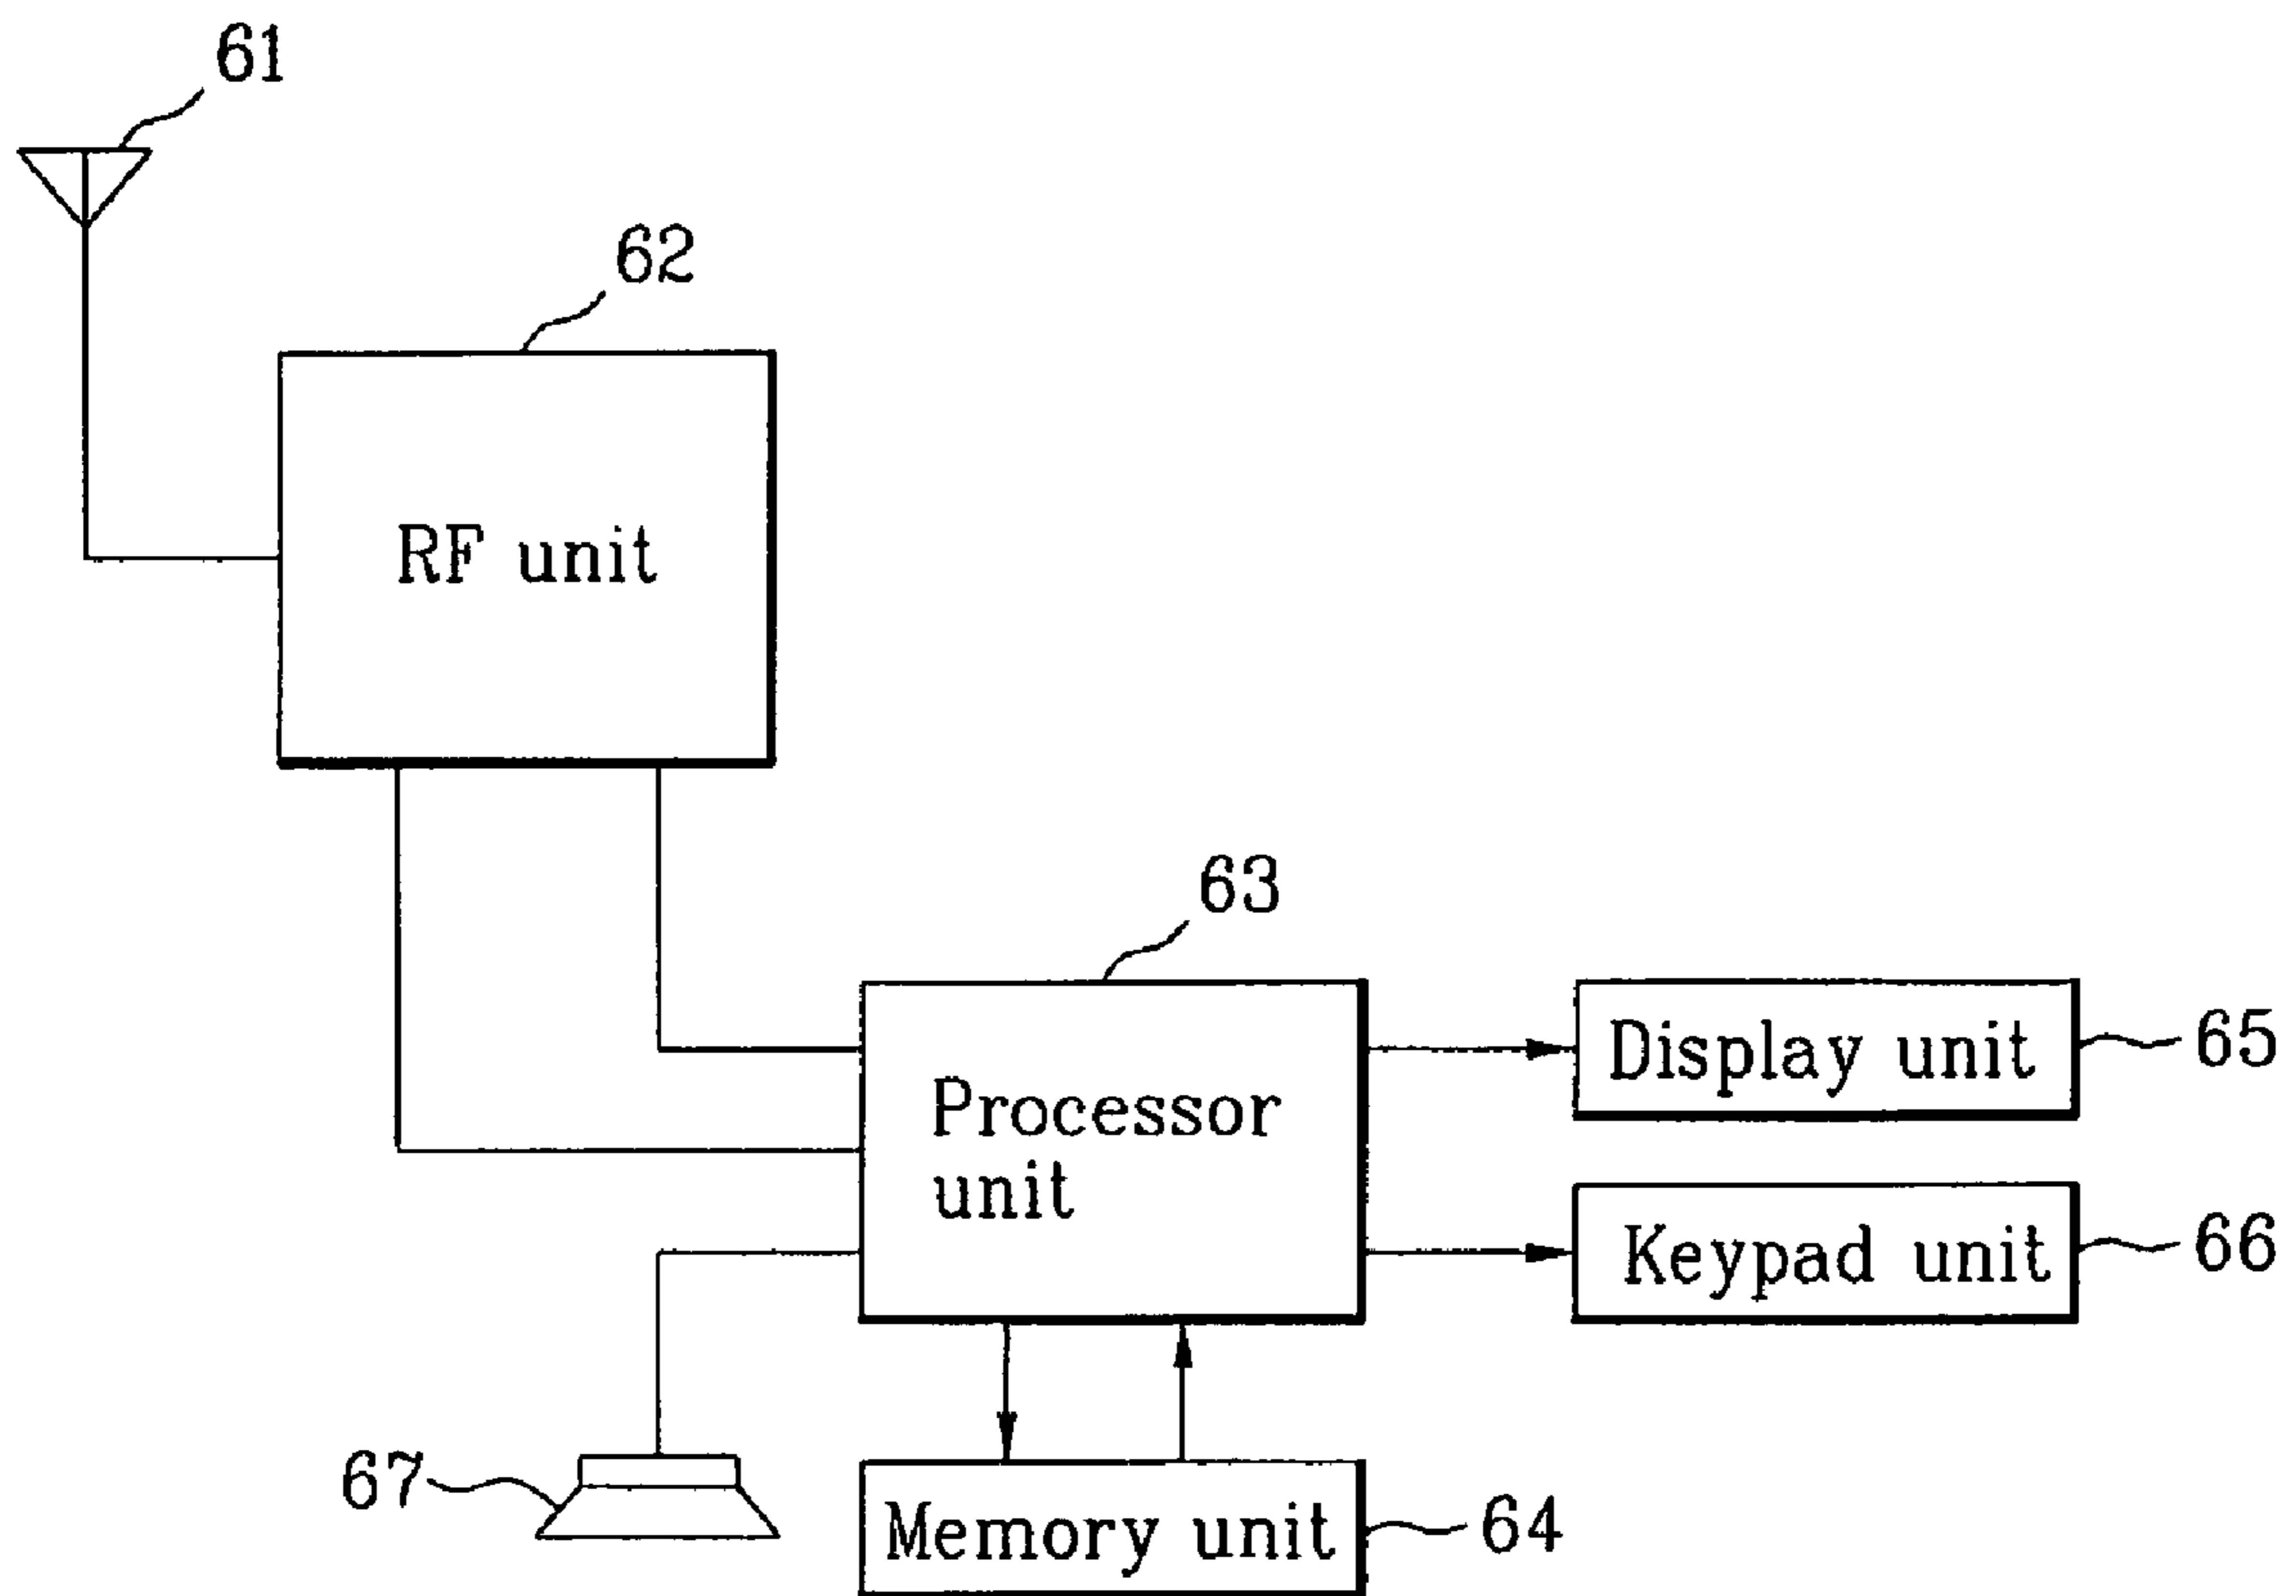 61
62
RF unit
63
Processor
unit
Display unit
65
Keypad unit
66
67
Memory unit
64